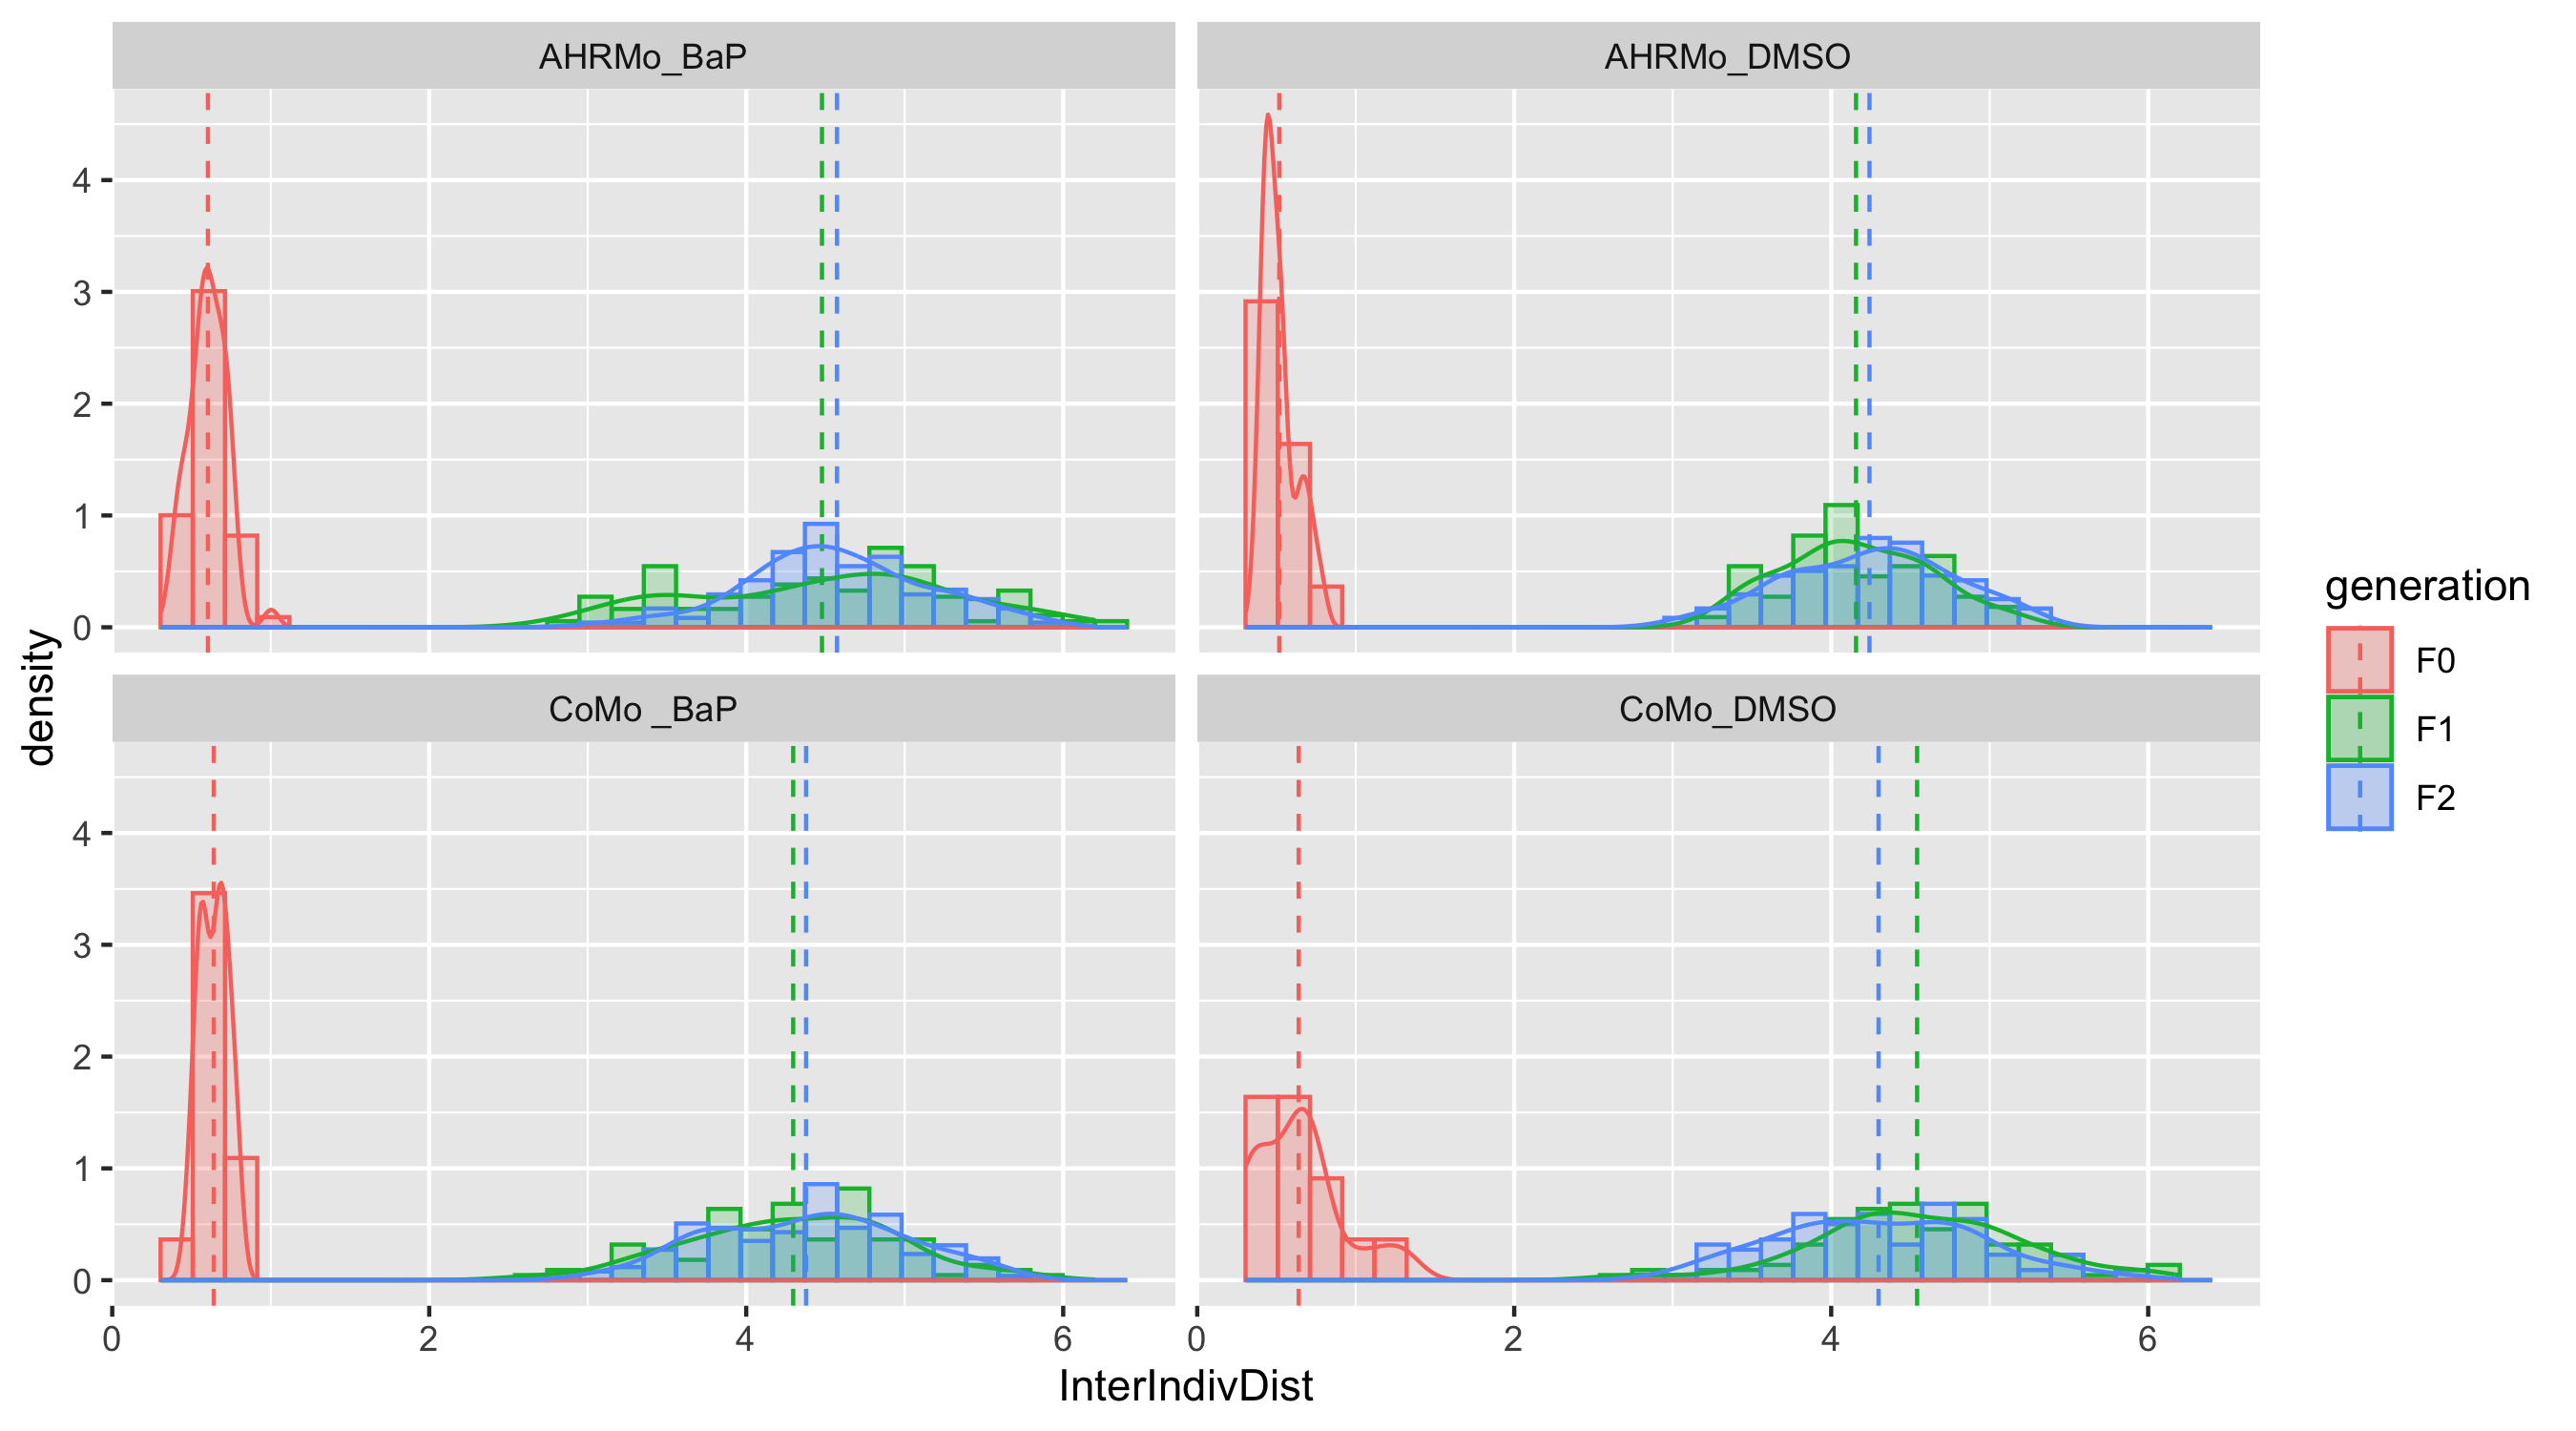 AHRMo_BaP
AHRMo_DMSO
4
3
2
1
0
CoMo _BaP
CoMo_DMSO
4
3
2
1
0
0 2 4 6
0 2 4 6
density
InterIndivDist
generation
F0
F1
F2